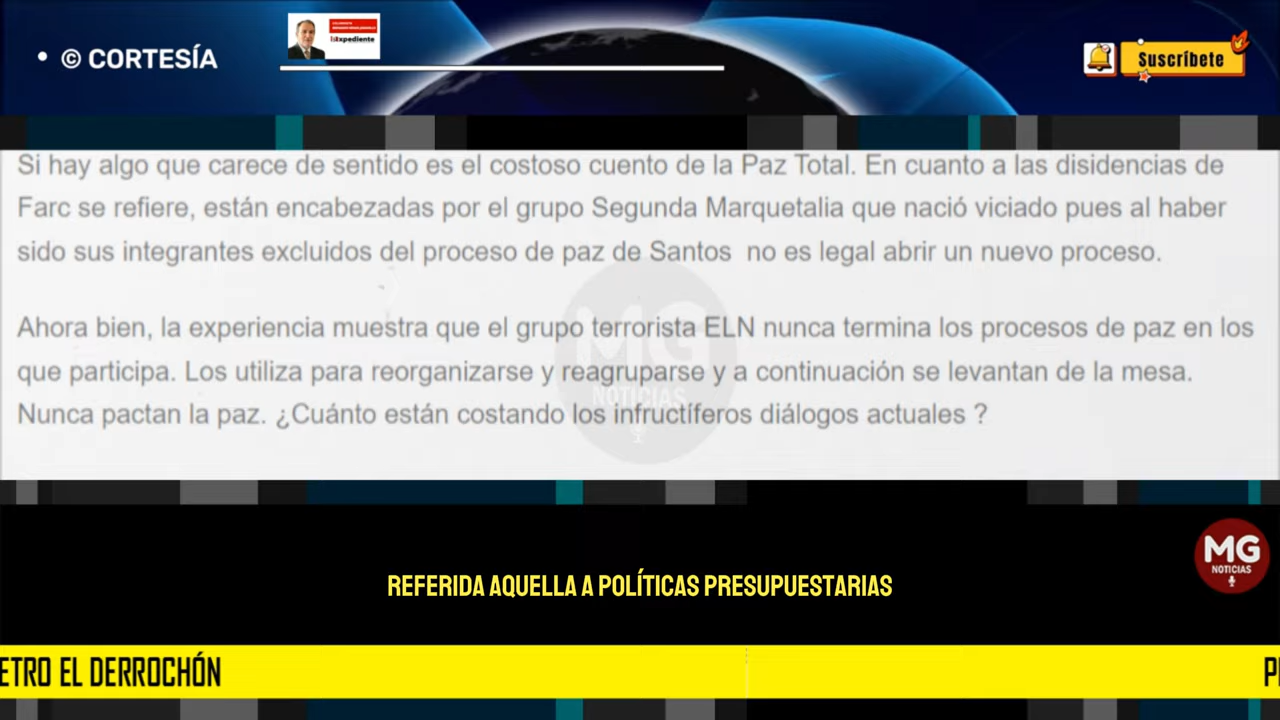 • © CORTESÍA
Expediente
Suscríbete
Si hay algo que carece de sentido es el costoso cuento de la Paz Total. En cuanto a las disidencias de
Farc se refiere, están encabezadas por el grupo Segunda Marquetalia que nació viciado pues al haber
sido sus integrantes excluidos del proceso de paz de Santos no es legal abrir un nuevo proceso.
Ahora bien, la experiencia muestra que el grupo terrorista ELN nunca termina los procesos de paz en los
que participa. Los utiliza para reorganizarse y reagruparse y a continuación se levantan de la mesa.
Nunca pactan la paz. ¿Cuánto están costando los infructíferos diálogos actuales ?
MG
NOTICIAS
REFERIDA AQUELLA A POLÍTICAS PRESUPUESTARIAS
MG
NOTICIAS
ETRO EL DERROCHÓN